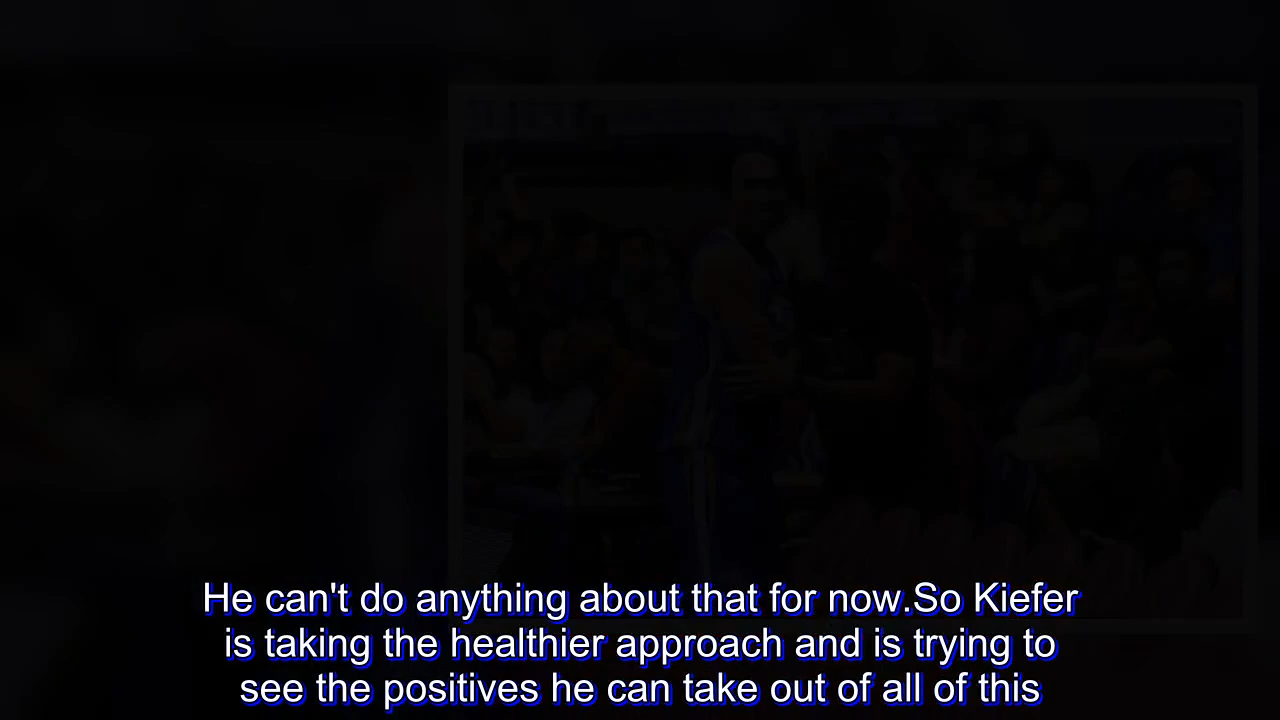 He can't do anything about that for now.So Kiefer
is taking the healthier approach and is trying to
see the positives he can take out of all of this